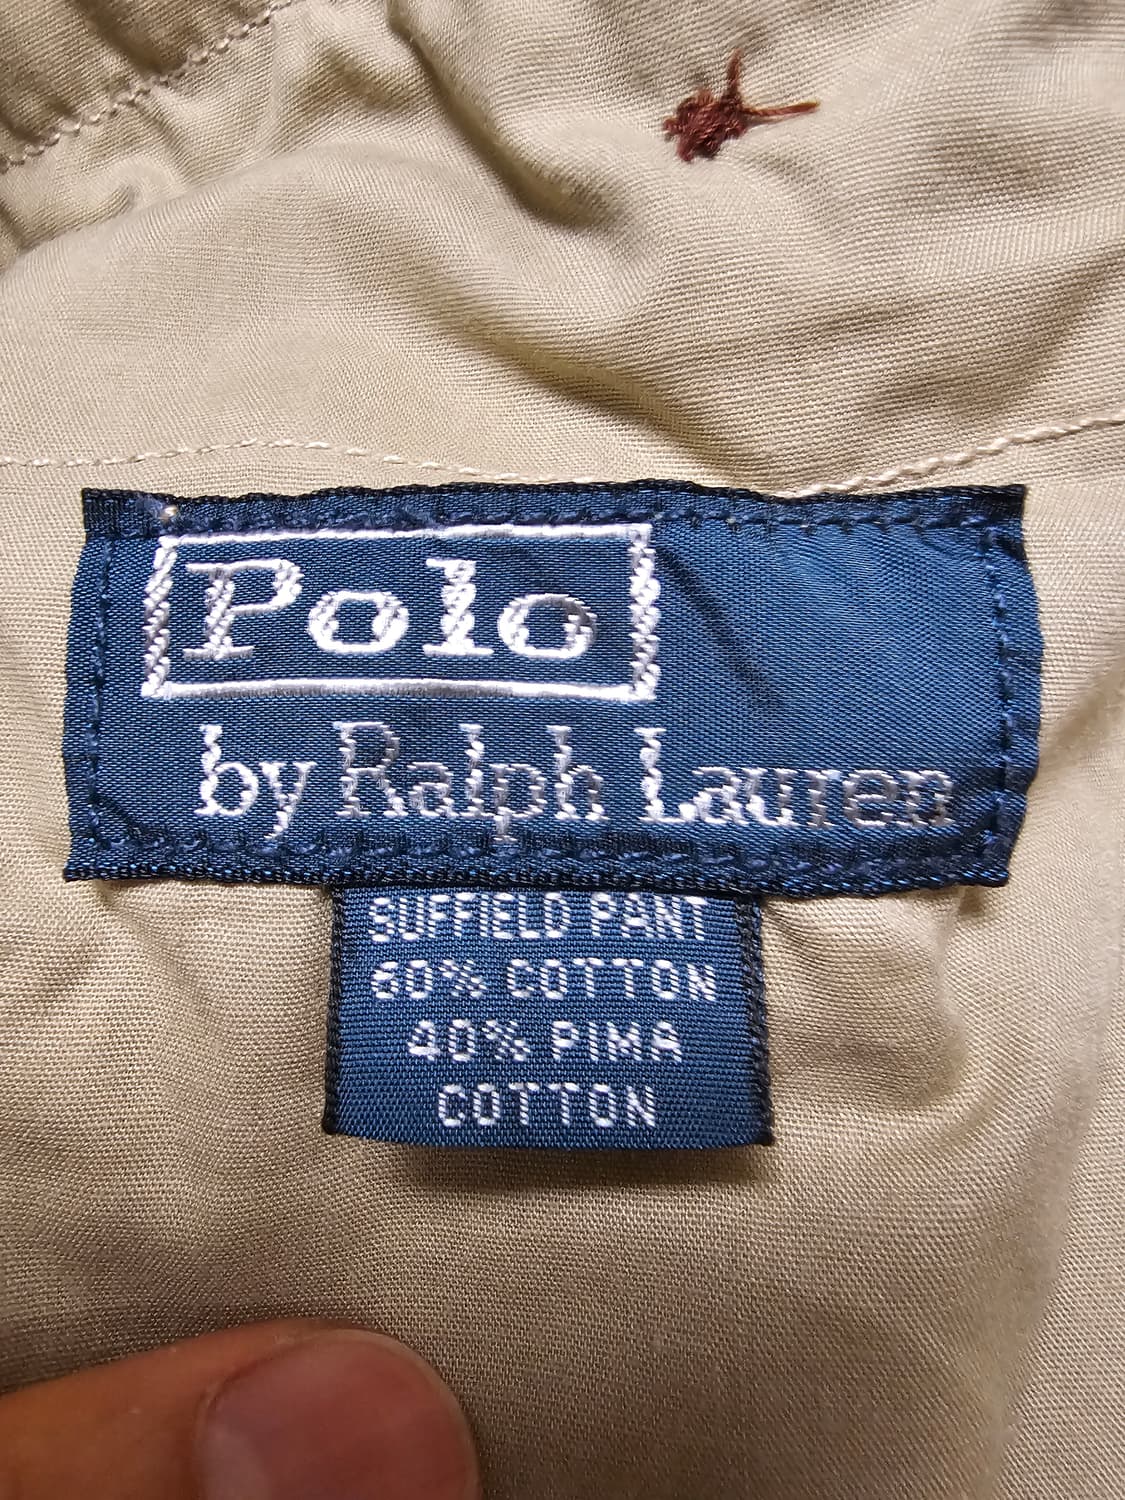 Polo
by Ralph Lauren
SUFFIELD PANT
60% COTTON
40% PIMA
COTTON